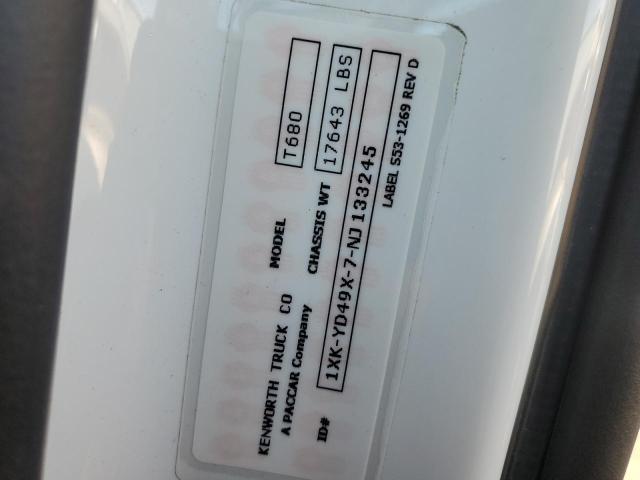 KENWORTH TRUCK CO MODEL T680
A PACCAR Company CHASSIS WT 17643 LBS
ID# 1XK-YD49X-7-NJ133245
LABEL S53-1269 REV D